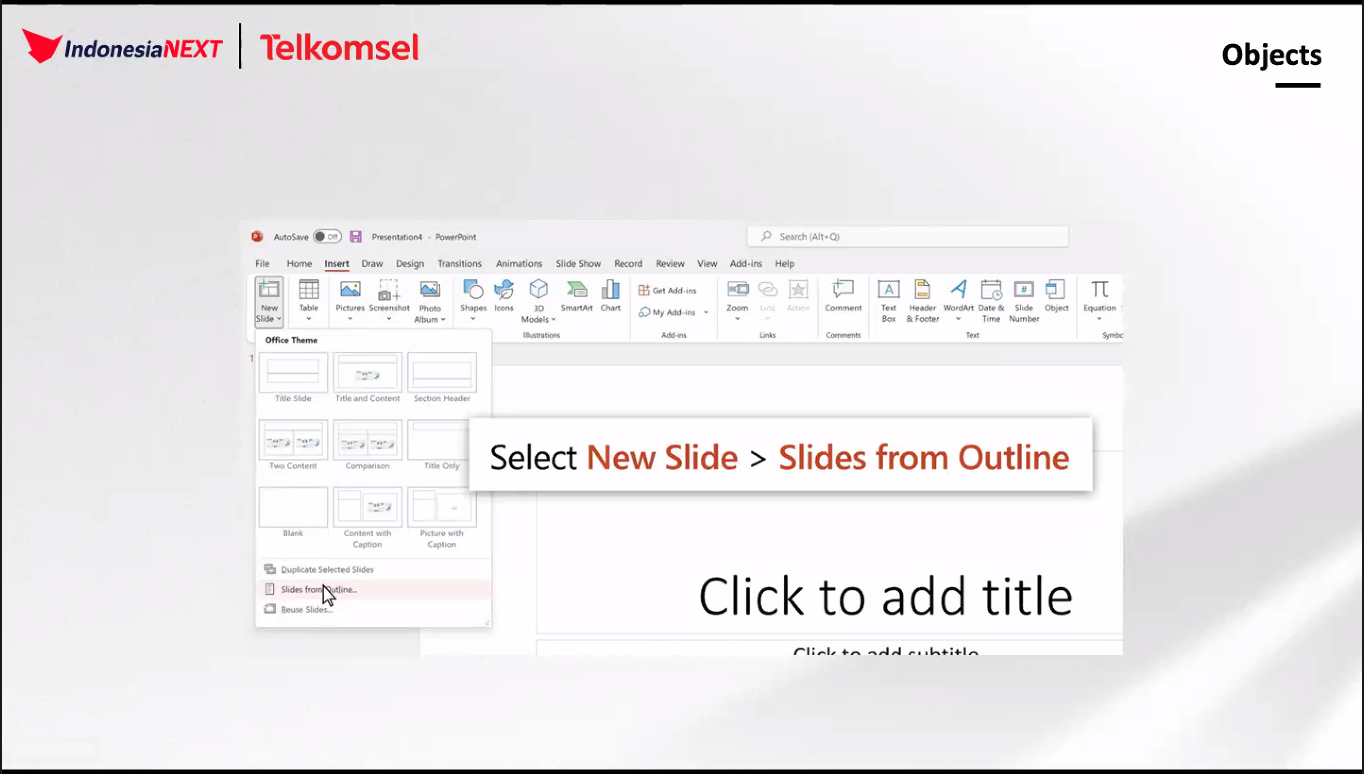 IndonesiaNEXT Telkomsel
Objects
AutoSave Off Presentation4 - PowerPoint Search (Alt+Q)
File Home Insert Draw Design Transitions Animations Slide Show Record Review View Add-ins Help
New Slide Table Pictures Screenshot Photo Album Shapes Icons 3D Models SmartArt Chart Get Add-ins My Add-ins Zoom Link Action Comment Text Box Header & Footer WordArt Date & Time Slide Number Object Equation
Illustrations Add-ins Links Comments Text Symbo
Office Theme
1
Title Slide Title and Content Section Header
Two Content Comparison Title Only
Select New Slide > Slides from Outline
Blank Content with Caption Picture with Caption
Duplicate Selected Slides
Slides from Outline...
Reuse Slides...
Click to add title
Click to add subtitle